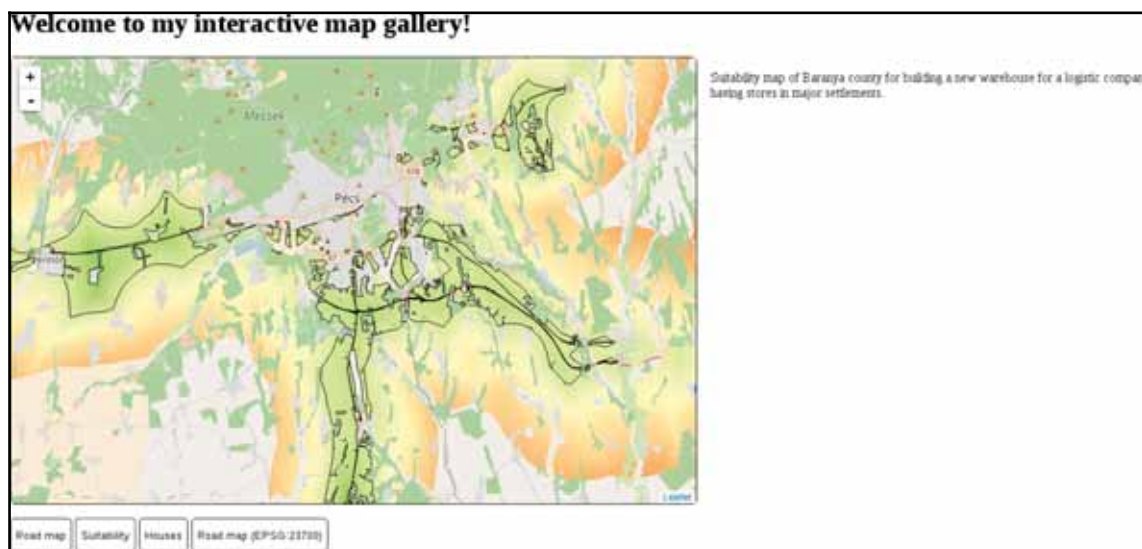 Welcome to my interactive map gallery!
+
-
Mecsek
Pécs
Suitability map of Baranya county for building a new warehouse for a logistic compan
having stores in major settlements.
Leaflet
Road map
Suitability
Houses
Road map (EPSG:23700)